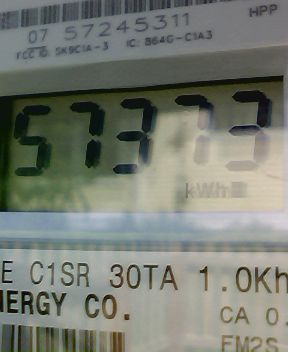 HPP
07 57245311
FCC ID: SK9C1A-3 IC: 864G-C1A3
57373
kWh
E C1SR 30TA 1.0Kh
NERGY CO.
CA 0.
FM2S